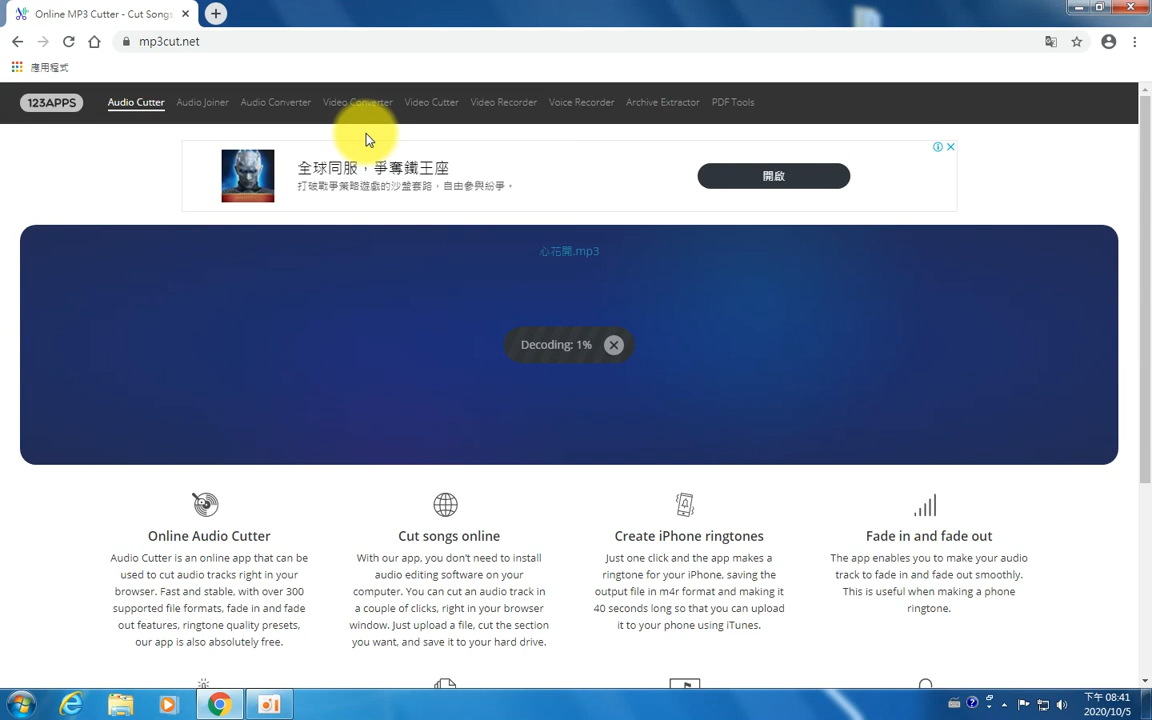 Online MP3 Cutter - Cut Songs
mp3cut.net
應用程式
123APPS
Audio Cutter
Audio Joiner
Audio Converter
Video Converter
Video Cutter
Video Recorder
Voice Recorder
Archive Extractor
PDF Tools
全球同服，爭奪鐵王座
打破戰爭策略遊戲的沙盤套路，自由參與紛爭。
開啟
心花開.mp3
Decoding: 1%
Online Audio Cutter
Audio Cutter is an online app that can be
used to cut audio tracks right in your
browser. Fast and stable, with over 300
supported file formats, fade in and fade
out features, ringtone quality presets,
our app is also absolutely free.
Cut songs online
With our app, you don't need to install
audio editing software on your
computer. You can cut an audio track in
a couple of clicks, right in your browser
window. Just upload a file, cut the section
you want, and save it to your hard drive.
Create iPhone ringtones
Just one click and the app makes a
ringtone for your iPhone, saving the
output file in m4r format and making it
40 seconds long so that you can upload
it to your phone using iTunes.
Fade in and fade out
The app enables you to make your audio
track to fade in and fade out smoothly.
This is useful when making a phone
ringtone.
下午 08:41
2020/10/5